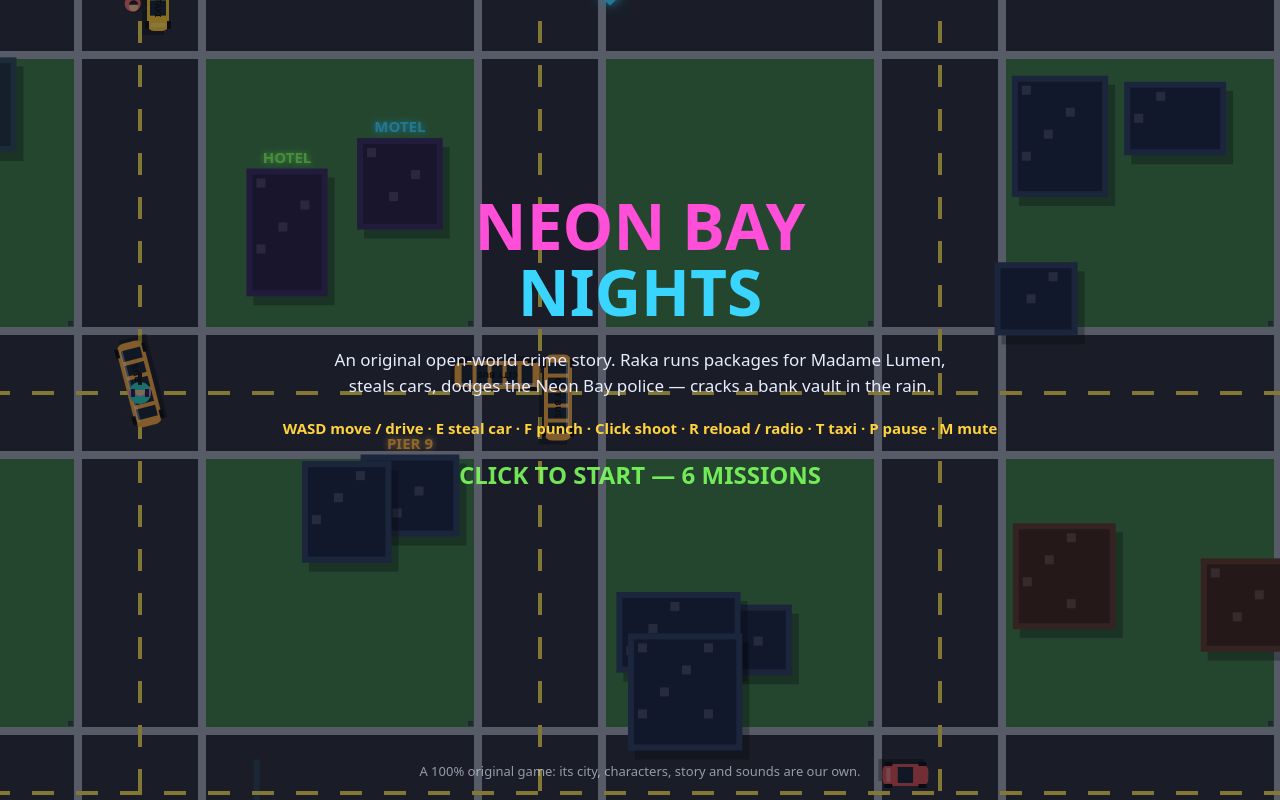 MOTEL
HOTEL
NEON BAY
NIGHTS
An original open-world crime story. Raka runs packages for Madame Lumen,
steals cars, dodges the Neon Bay police — cracks a bank vault in the rain.
WASD move / drive · E steal car · F punch · Click shoot · R reload / radio · T taxi · P pause · M mute
PIER 9
CLICK TO START — 6 MISSIONS
A 100% original game: its city, characters, story and sounds are our own.